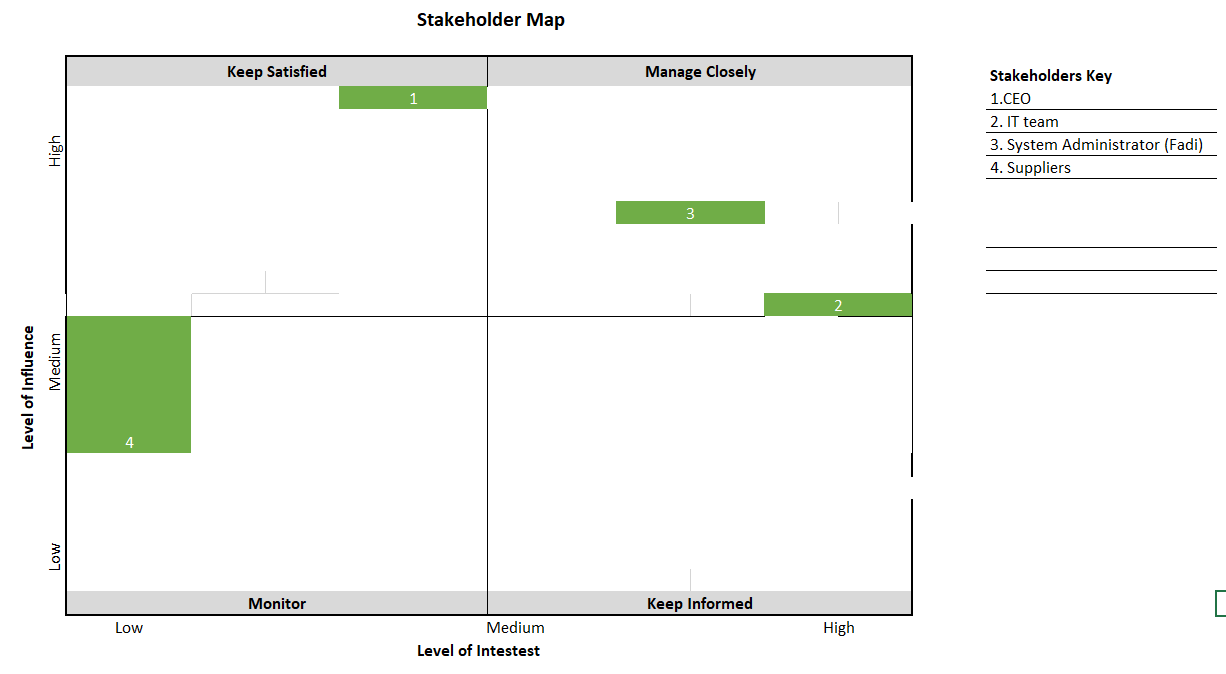 Stakeholder Map
Keep Satisfied
Manage Closely
Stakeholders Key
1.CEO
2. IT team
3. System Administrator (Fadi)
4. Suppliers
1
High
3
2
Level of Influence
Medium
4
Low
Monitor
Keep Informed
Low
Medium
High
Level of Intestest